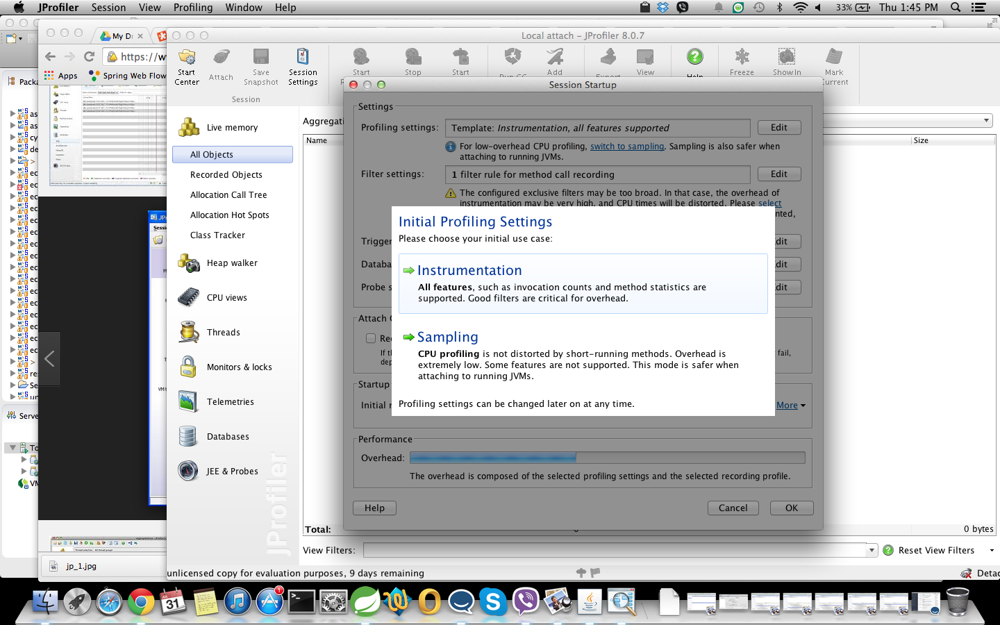 JProfiler Session View Profiling Window Help
33% Thu 1:45 PM
Local attach – JProfiler 8.0.7
My Dr
https://w
Apps Spring Web Flow
Start Center
Attach
Save Snapshot
Session Settings
Session
Start
Stop
Start
Run GC
Add
Export
View
Help
Freeze
Show In
Mark
Current
Packa
Session Startup
Live memory
All Objects
Recorded Objects
Allocation Call Tree
Allocation Hot Spots
Class Tracker
Heap walker
CPU views
Threads
Monitors & locks
Telemetries
Databases
JEE & Probes
JProfiler
Aggregati
Name
Size
Settings
Profiling settings: Template: Instrumentation, all features supported Edit
For low-overhead CPU profiling, switch to sampling. Sampling is also safer when
attaching to running JVMs.
Filter settings: 1 filter rule for method call recording Edit
The configured exclusive filters may be too broad. In that case, the overhead of
instrumentation may be very high, and CPU times will be distorted. Please select
nted,
Trigger
dit
Databa
dit
Probe s
dit
Attach
Re
If th
fail,
dep
Startup
Initial r
More
Initial Profiling Settings
Please choose your initial use case:
Instrumentation
All features, such as invocation counts and method statistics are
supported. Good filters are critical for overhead.
Sampling
CPU profiling is not distorted by short-running methods. Overhead is
extremely low. Some features are not supported. This mode is safer when
attaching to running JVMs.
Profiling settings can be changed later on at any time.
Performance
Overhead:
The overhead is composed of the selected profiling settings and the selected recording profile.
Help Cancel OK
Total: 0 bytes
View Filters: Reset View Filters
unlicensed copy for evaluation purposes, 9 days remaining
Detac
Serve
jp_1.jpg
JUL
31
1